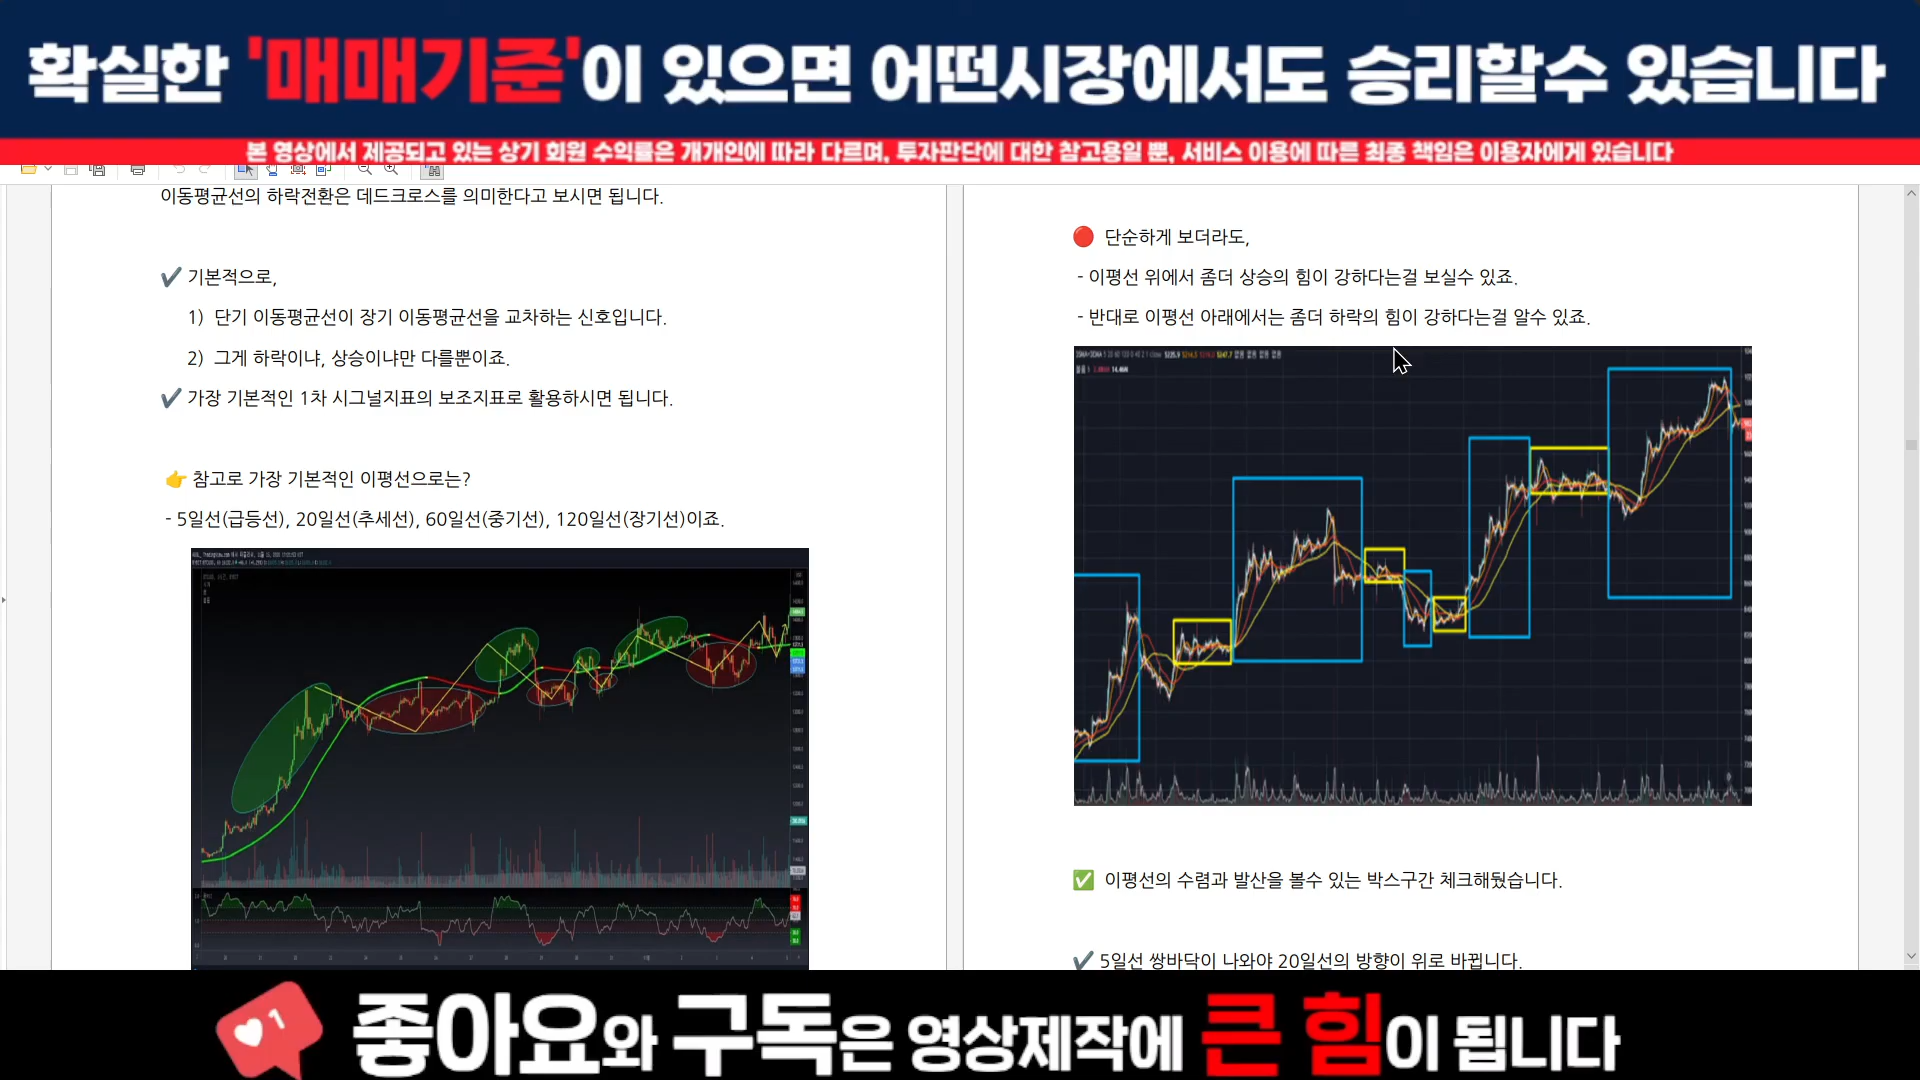 확실한 '매매기준'이 있으면 어떤시장에서도 승리할수 있습니다
본 영상에서 제공되고 있는 상기 회원 수익률은 개개인에 따라 다르며, 투자판단에 대한 참고용일 뿐, 서비스 이용에 따른 최종 책임은 이용자에게 있습니다
이동평균선의 하락전환은 데드크로스를 의미한다고 보시면 됩니다.
✔ 기본적으로,
1) 단기 이동평균선이 장기 이동평균선을 교차하는 신호입니다.
2) 그게 하락이냐, 상승이냐만 다를뿐이죠.
✔ 가장 기본적인 1차 시그널지표의 보조지표로 활용하시면 됩니다.
👉 참고로 가장 기본적인 이평선으로는?
- 5일선(급등선), 20일선(추세선), 60일선(중기선), 120일선(장기선)이죠.
🔴 단순하게 보더라도,
- 이평선 위에서 좀더 상승의 힘이 강하다는걸 보실수 있죠.
- 반대로 이평선 아래에서는 좀더 하락의 힘이 강하다는걸 알수 있죠.
✅ 이평선의 수렴과 발산을 볼수 있는 박스구간 체크해뒀습니다.
✔ 5일선 쌍바닥이 나와야 20일선의 방향이 위로 바뀝니다.
1
좋아요와 구독은 영상제작에 큰 힘이 됩니다